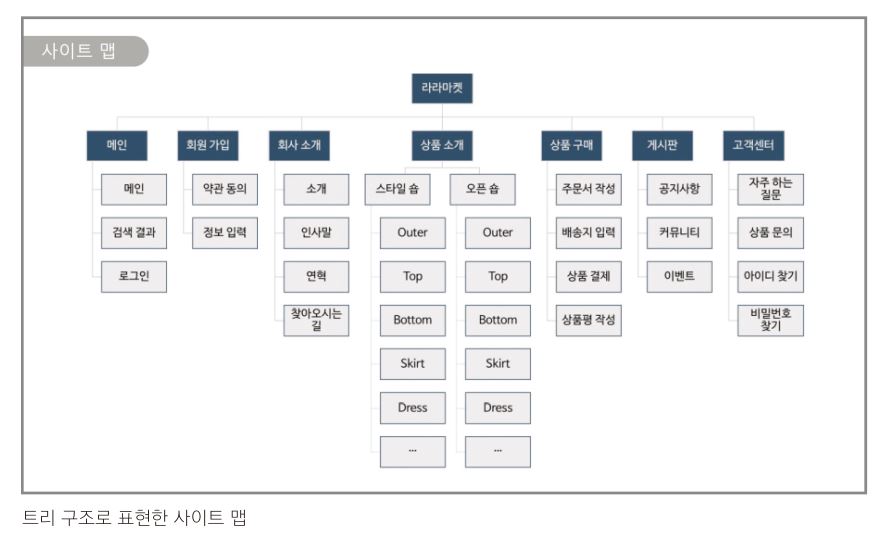 사이트 맵
라라마켓
메인
회원 가입
회사 소개
상품 소개
상품 구매
게시판
고객센터
메인
약관 동의
소개
스타일 숍
오픈 숍
주문서 작성
공지사항
자주 하는
질문
검색 결과
정보 입력
인사말
Outer
Outer
배송지 입력
커뮤니티
상품 문의
로그인
연혁
Top
Top
상품 결제
이벤트
아이디 찾기
찾아오시는
길
Bottom
Bottom
상품평 작성
비밀번호
찾기
Skirt
Skirt
Dress
Dress
...
...
트리 구조로 표현한 사이트 맵